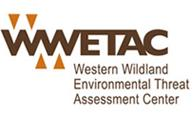 WWETAC
Western Wildland
Environmental Threat
Assessment Center